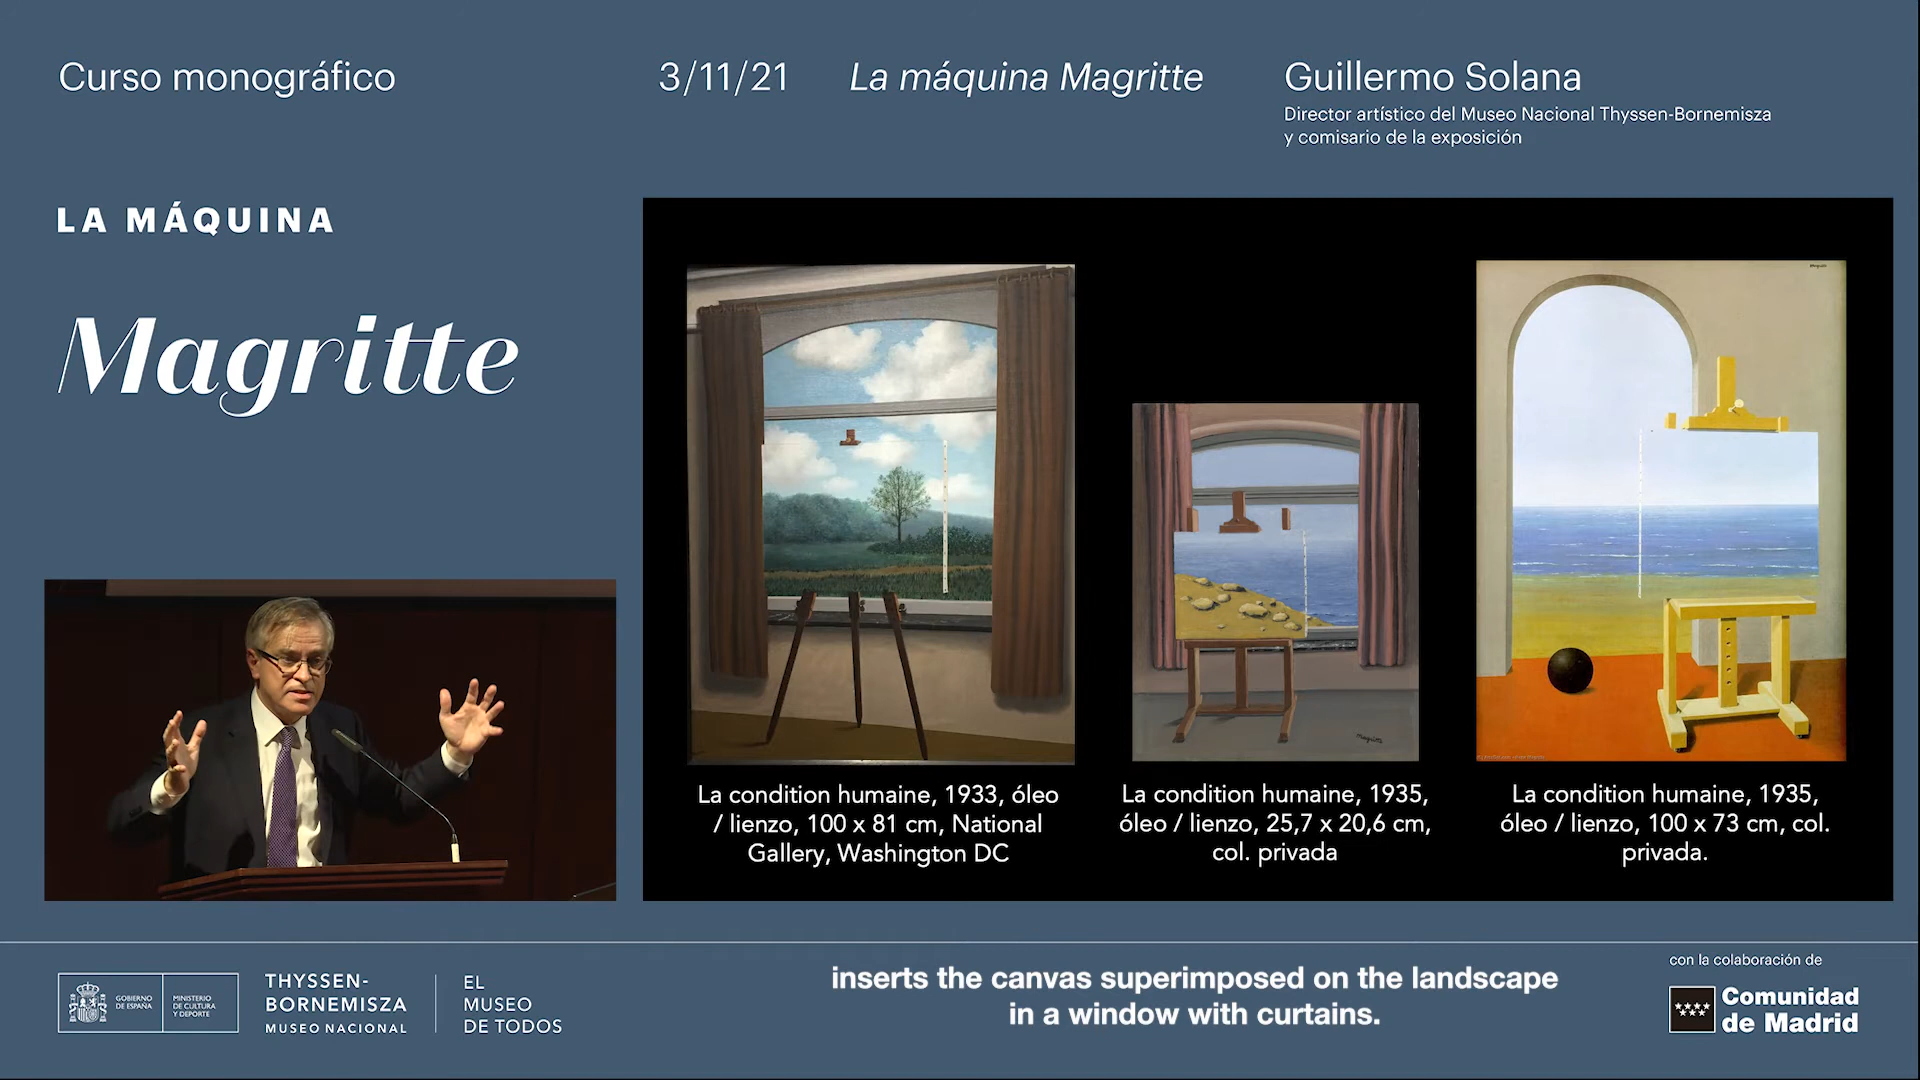 Curso monográfico
3/11/21
La máquina Magritte
Guillermo Solana
Director artístico del Museo Nacional Thyssen-Bornemisza
y comisario de la exposición
LA MÁQUINA
Magritte
Magritte
Magritte
La condition humaine, 1933, óleo
/ lienzo, 100 x 81 cm, National
Gallery, Washington DC
La condition humaine, 1935,
óleo / lienzo, 25,7 x 20,6 cm,
col. privada
La condition humaine, 1935,
óleo / lienzo, 100 x 73 cm, col.
privada.
GOBIERNO
DE ESPAÑA
MINISTERIO
DE CULTURA
Y DEPORTE
THYSSEN-
BORNEMISZA
MUSEO NACIONAL
EL
MUSEO
DE TODOS
inserts the canvas superimposed on the landscape
in a window with curtains.
con la colaboración de
Comunidad
de Madrid